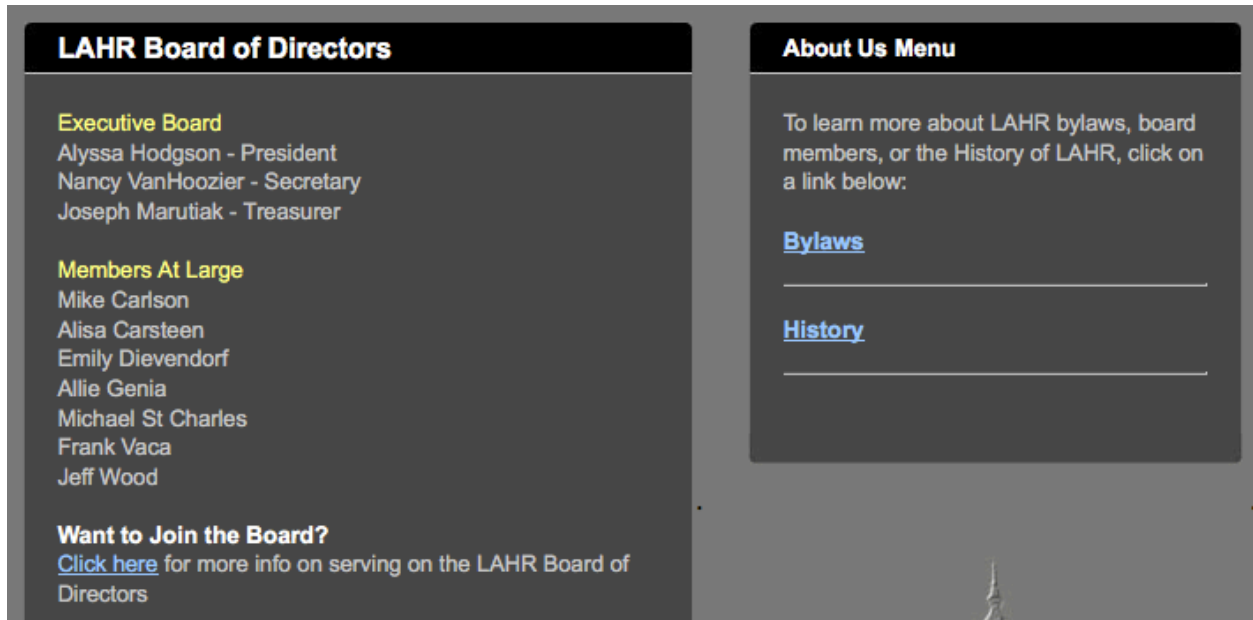 LAHR Board of Directors
Executive Board
Alyssa Hodgson - President
Nancy VanHoozier - Secretary
Joseph Marutiak - Treasurer
Members At Large
Mike Carlson
Alisa Carsteen
Emily Dievendorf
Allie Genia
Michael St Charles
Frank Vaca
Jeff Wood
Want to Join the Board?
Click here for more info on serving on the LAHR Board of
Directors
About Us Menu
To learn more about LAHR bylaws, board
members, or the History of LAHR, click on
a link below:
Bylaws
History